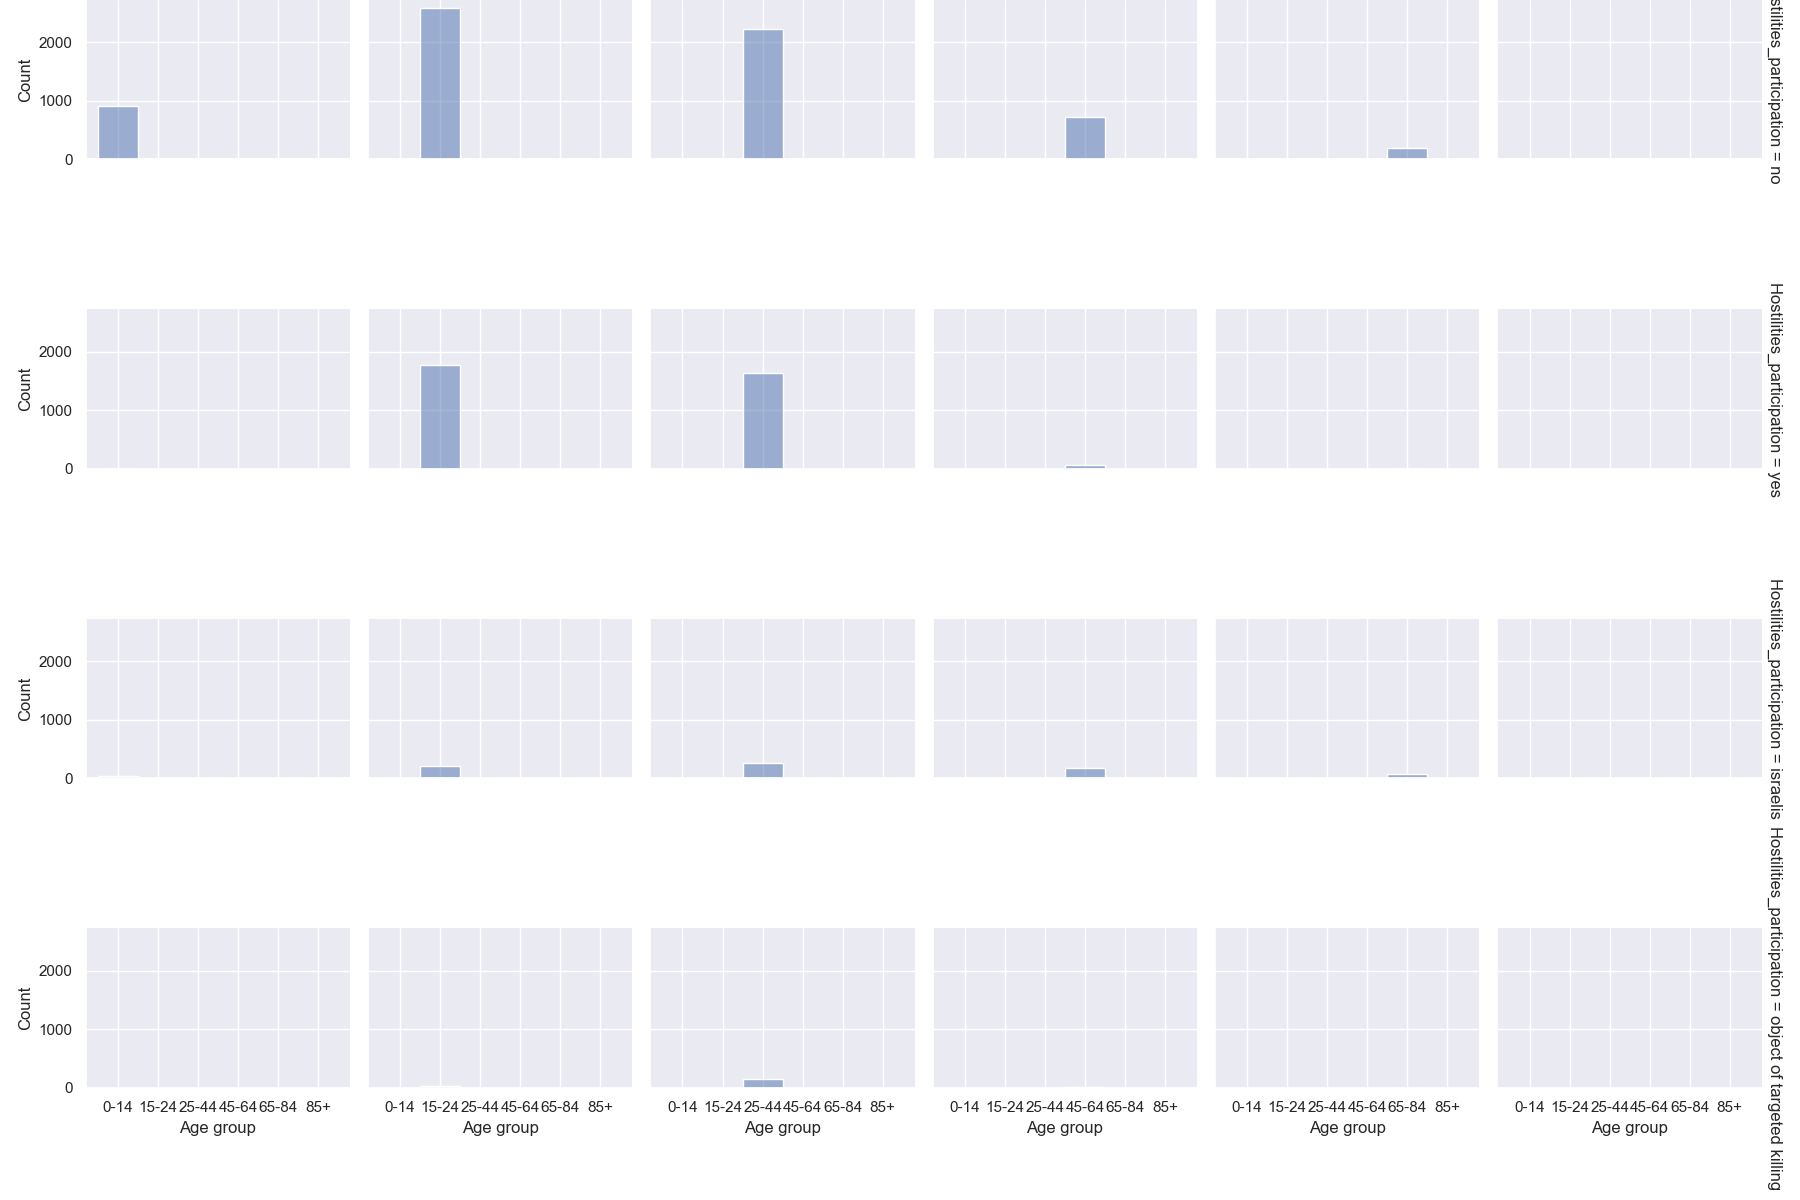 2000
1000
0
Count
stilities_participation = no
2000
1000
0
Count
Hostilities_participation = yes
2000
1000
0
Count
Hostilities_participation = israelis
2000
1000
0
Count
Hostilities_participation = object of targeted killing
0-14 15-24 25-44 45-64 65-84 85+
Age group
0-14 15-24 25-44 45-64 65-84 85+
Age group
0-14 15-24 25-44 45-64 65-84 85+
Age group
0-14 15-24 25-44 45-64 65-84 85+
Age group
0-14 15-24 25-44 45-64 65-84 85+
Age group
0-14 15-24 25-44 45-64 65-84 85+
Age group